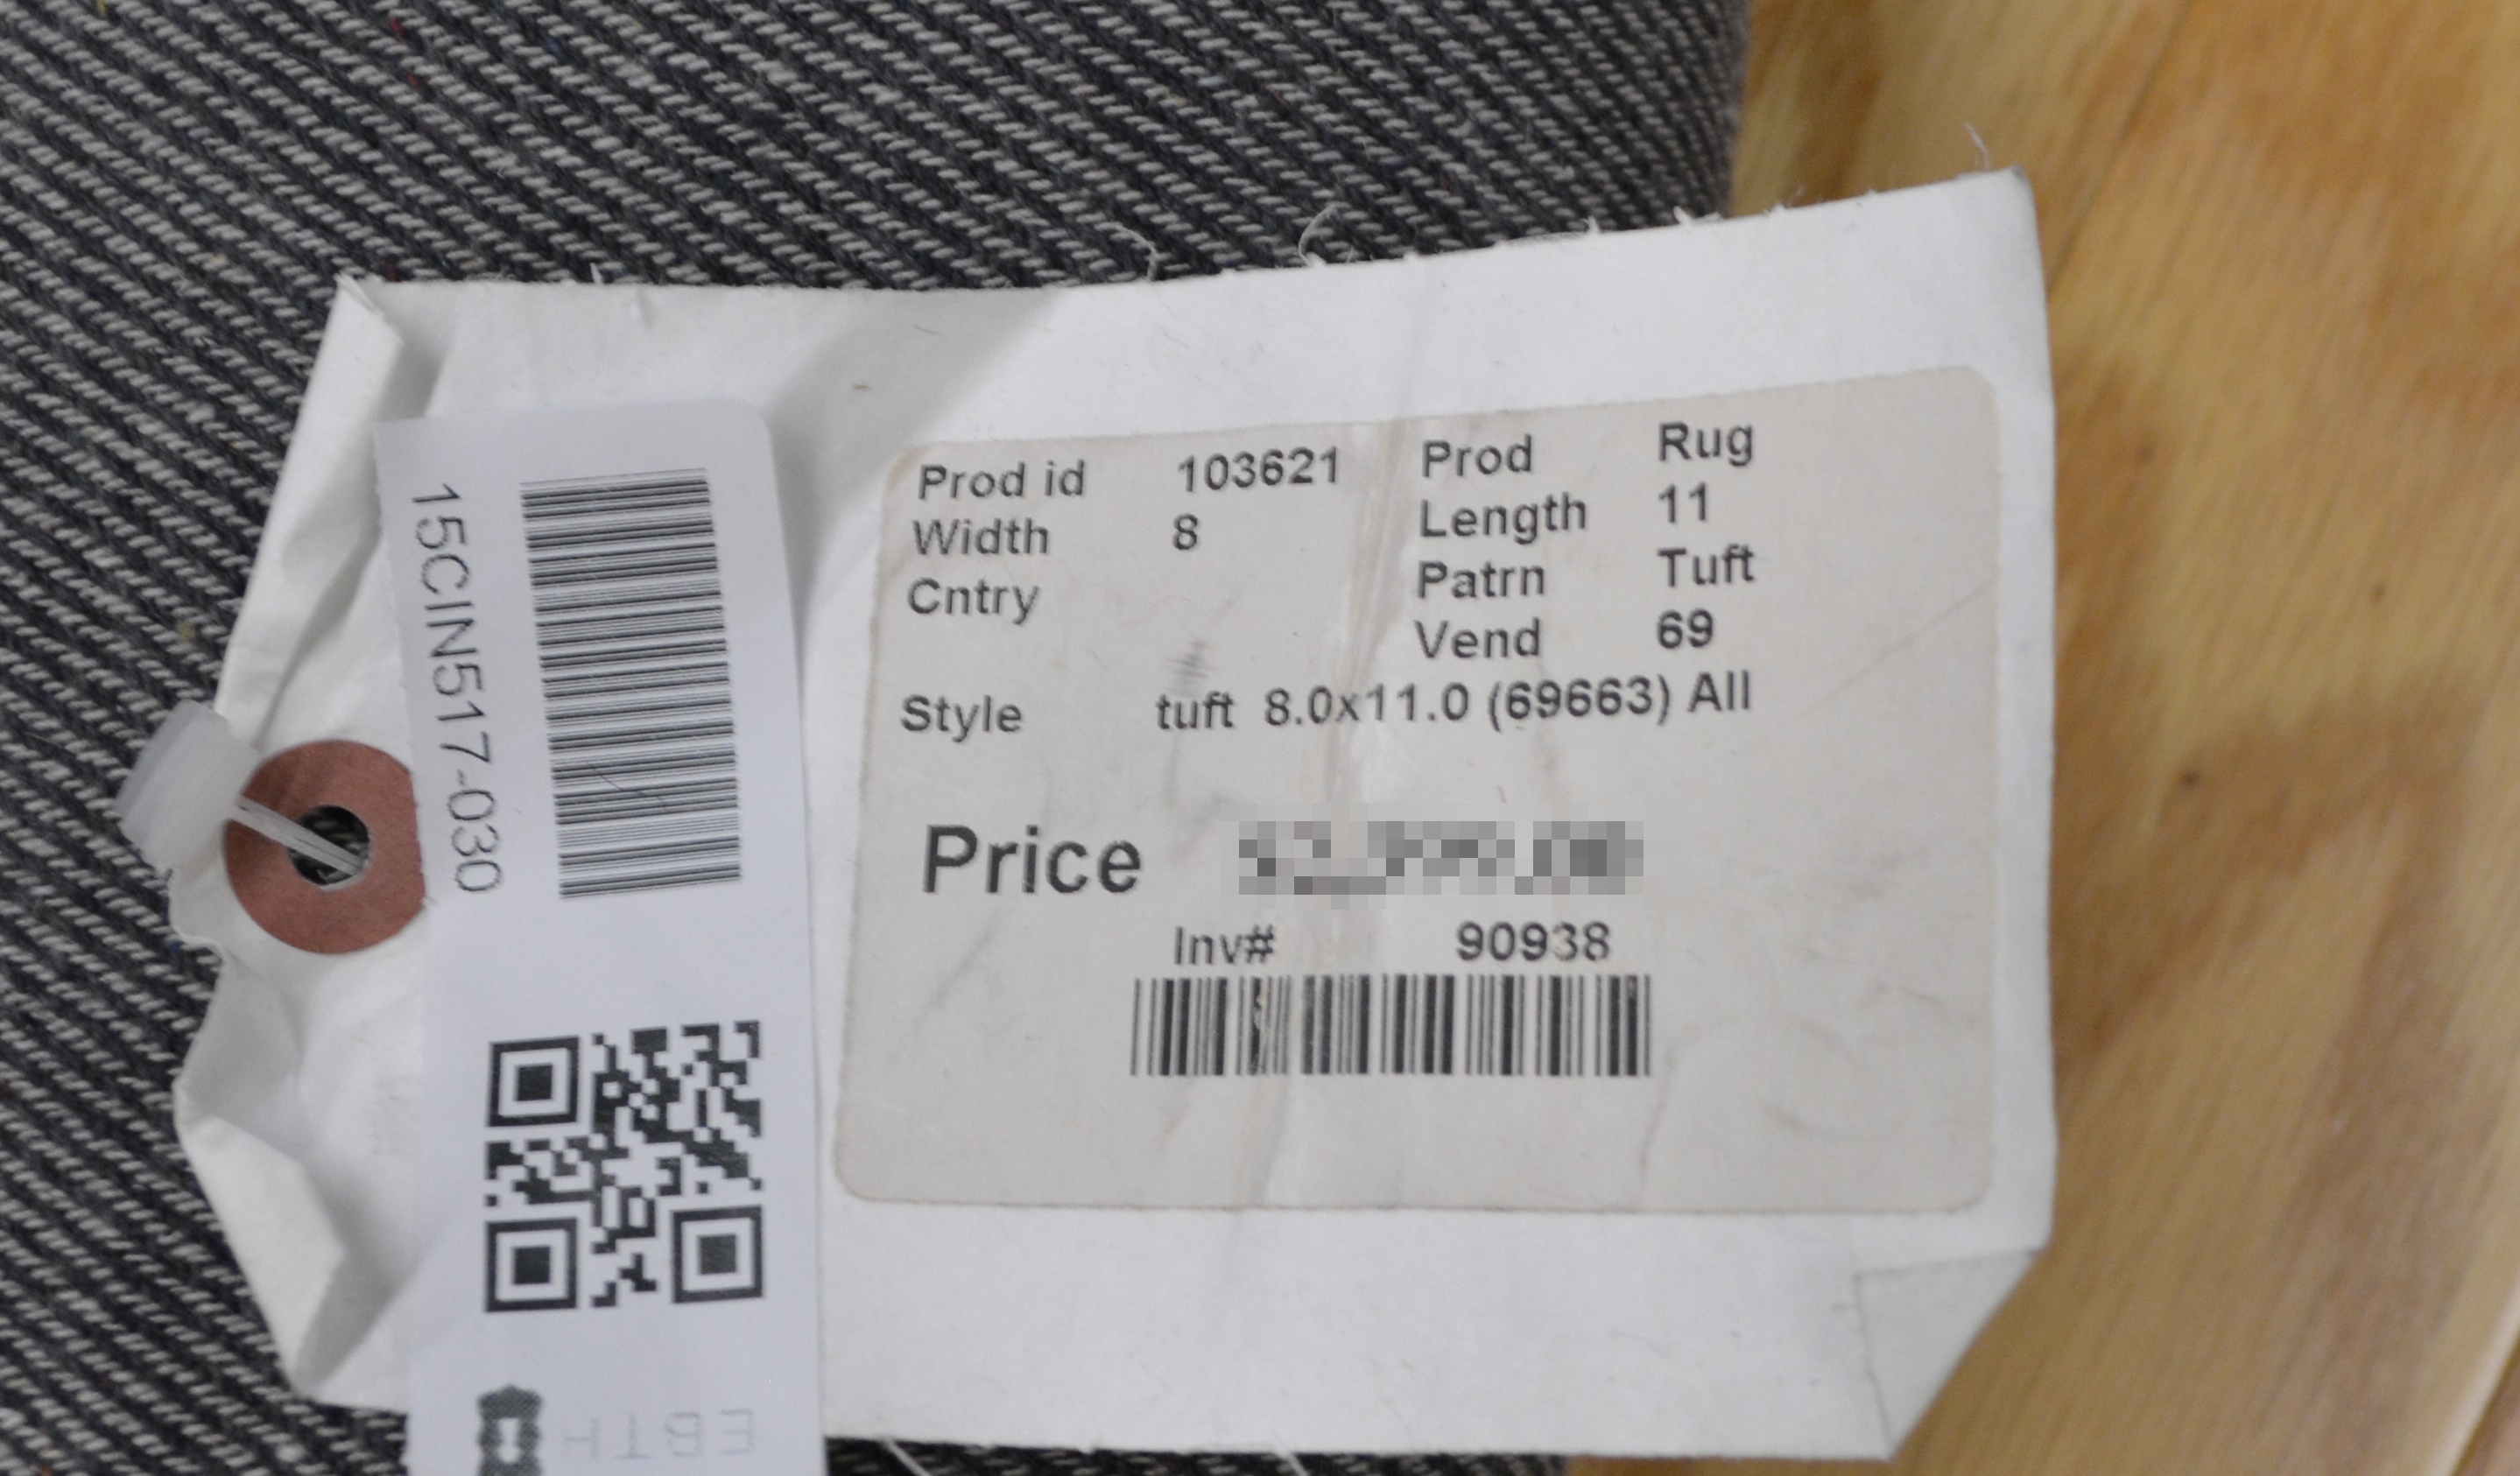 15CIN517-030
EBTH
Prod id 103621 Prod Rug
Width 8 Length 11
Cntry Patrn Tuft
Vend 69
Style tuft 8.0x11.0 (69663) All
Price
Inv# 90938